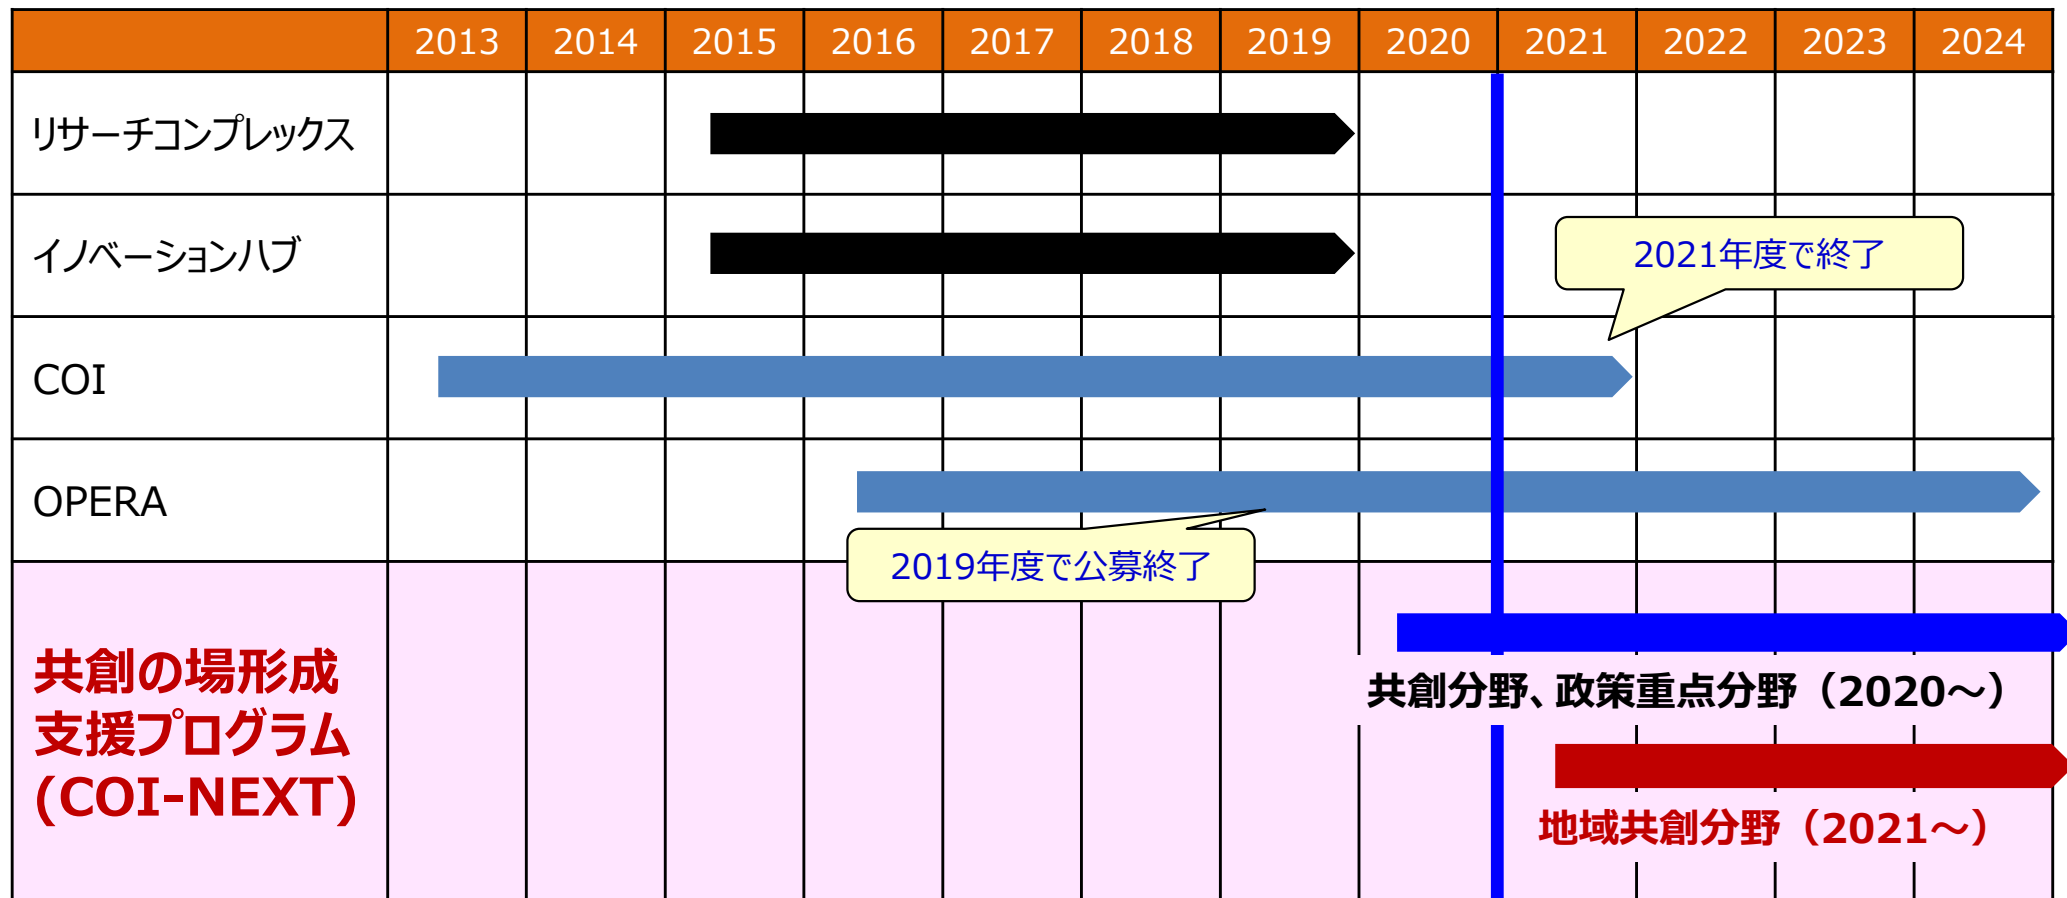 2013 2014 2015 2016 2017 2018 2019 2020 2021 2022 2023 2024
リサーチコンプレックス
イノベーションハブ
2021年度で終了
COI
OPERA
2019年度で公募終了
共創の場形成
支援プログラム
(COI-NEXT)
共創分野、政策重点分野（2020～）
地域共創分野（2021～）